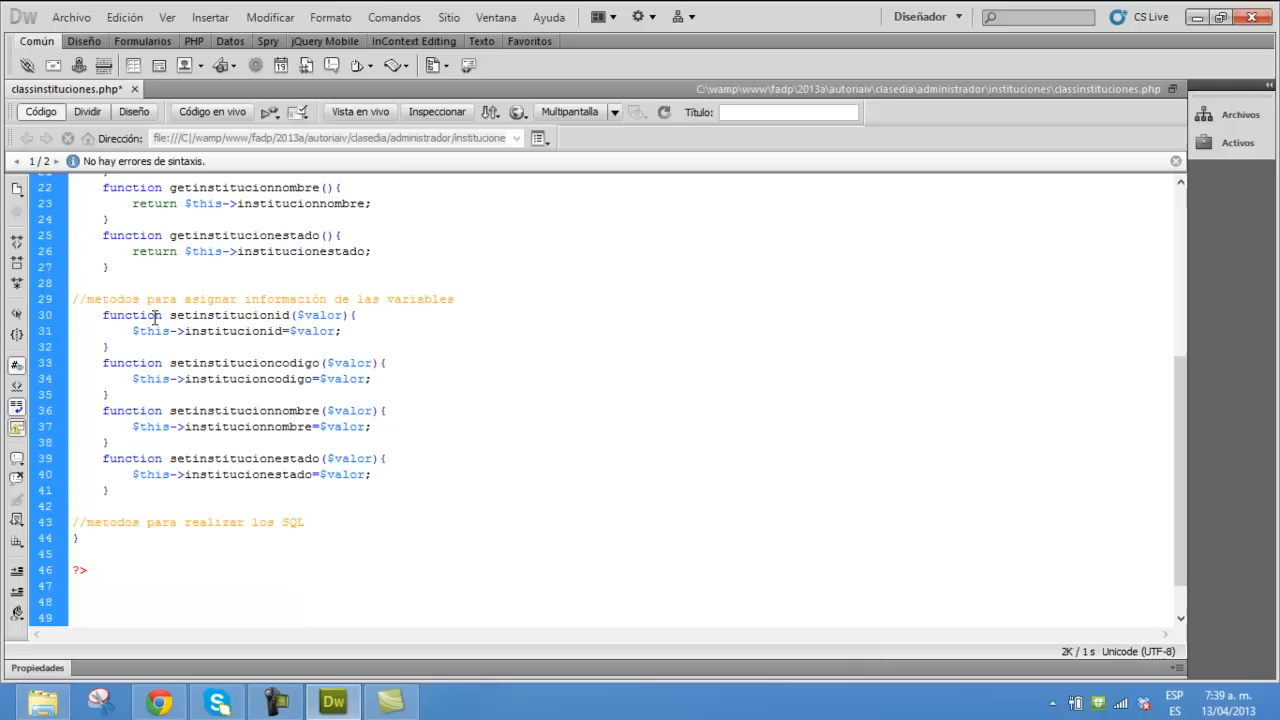 Dw Archivo Edición Ver Insertar Modificar Formato Comandos Sitio Ventana Ayuda Diseñador CS Live
Común Diseño Formularios PHP Datos Spry jQuery Mobile InContext Editing Texto Favoritos
classinstituciones.php* C:\wamp\www\fadp\2013a\autoriaiv\clasedia\administrador\instituciones\classinstituciones.php
Código Dividir Diseño Código en vivo Vista en vivo Inspeccionar Multipantalla Título:
Archivos
Dirección: file:///C|/wamp/www/fadp/2013a/autoriaiv/clasedia/administrador/institucione
Activos
1/2 No hay errores de sintaxis.
22 function getinstitucionnombre(){
23 return $this->institucionnombre;
24 }
25 function getinstitucionestado(){
26 return $this->institucionestado;
27 }
28
29 //metodos para asignar información de las variables
30 function setinstitucionid($valor){
31 $this->institucionid=$valor;
32 }
33 function setinstitucioncodigo($valor){
34 $this->institucioncodigo=$valor;
35 }
36 function setinstitucionnombre($valor){
37 $this->institucionnombre=$valor;
38 }
39 function setinstitucionestado($valor){
40 $this->institucionestado=$valor;
41 }
42
43 //metodos para realizar los SQL
44 }
45
46 ?>
47
48
49
2K / 1 s Unicode (UTF-8)
Propiedades
Dw
ESP 7:39 a. m.
ES 13/04/2013